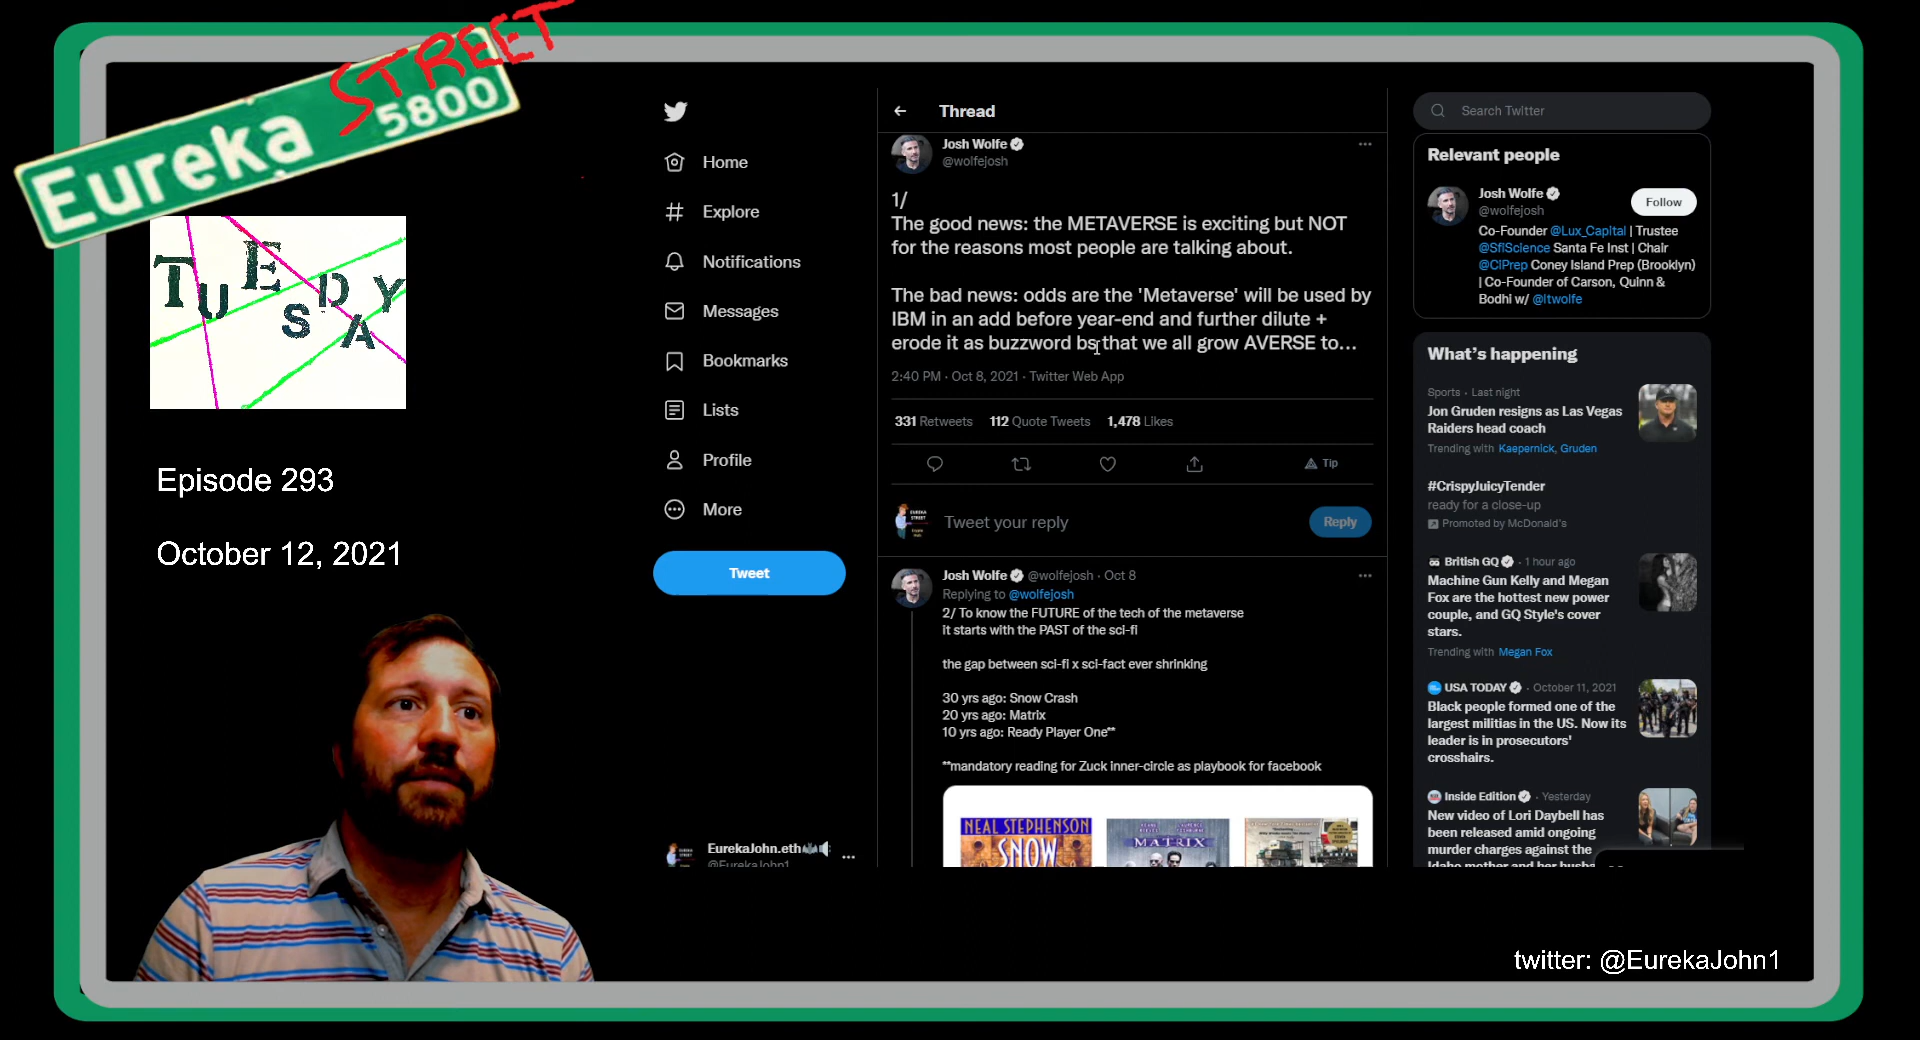 Eureka
STREET
5800
TUESDAY
Episode 293
October 12, 2021
Home
Explore
Notifications
Messages
Bookmarks
Lists
Profile
More
Tweet
EurekaJohn.eth
@EurekaJohn1
Thread
Josh Wolfe
@wolfejosh
1/
The good news: the METAVERSE is exciting but NOT
for the reasons most people are talking about.
The bad news: odds are the 'Metaverse' will be used by
IBM in an add before year-end and further dilute +
erode it as buzzword bs that we all grow AVERSE to...
2:40 PM · Oct 8, 2021 · Twitter Web App
331 Retweets 112 Quote Tweets 1,478 Likes
Tip
EUREKA
STREET
Tweet your reply
Reply
Josh Wolfe @wolfejosh · Oct 8
Replying to @wolfejosh
2/ To know the FUTURE of the tech of the metaverse
it starts with the PAST of the sci-fi
the gap between sci-fi x sci-fact ever shrinking
30 yrs ago: Snow Crash
20 yrs ago: Matrix
10 yrs ago: Ready Player One**
**mandatory reading for Zuck inner-circle as playbook for facebook
NEAL STEPHENSON
SNOW
MATRIX
Search Twitter
Relevant people
Josh Wolfe
@wolfejosh
Follow
Co-Founder @Lux_Capital | Trustee
@SfiScience Santa Fe Inst | Chair
@CIPrep Coney Island Prep (Brooklyn)
| Co-Founder of Carson, Quinn &
Bodhi w/ @ltwolfe
What's happening
Sports · Last night
Jon Gruden resigns as Las Vegas
Raiders head coach
Trending with Kaepernick, Gruden
#CrispyJuicyTender
ready for a close-up
Promoted by McDonald's
British GQ · 1 hour ago
Machine Gun Kelly and Megan
Fox are the hottest new power
couple, and GQ Style's cover
stars.
Trending with Megan Fox
USA TODAY · October 11, 2021
Black people formed one of the
largest militias in the US. Now its
leader is in prosecutors'
crosshairs.
Inside Edition · Yesterday
New video of Lori Daybell has
been released amid ongoing
murder charges against the
Idaho mother and her husba
twitter: @EurekaJohn1